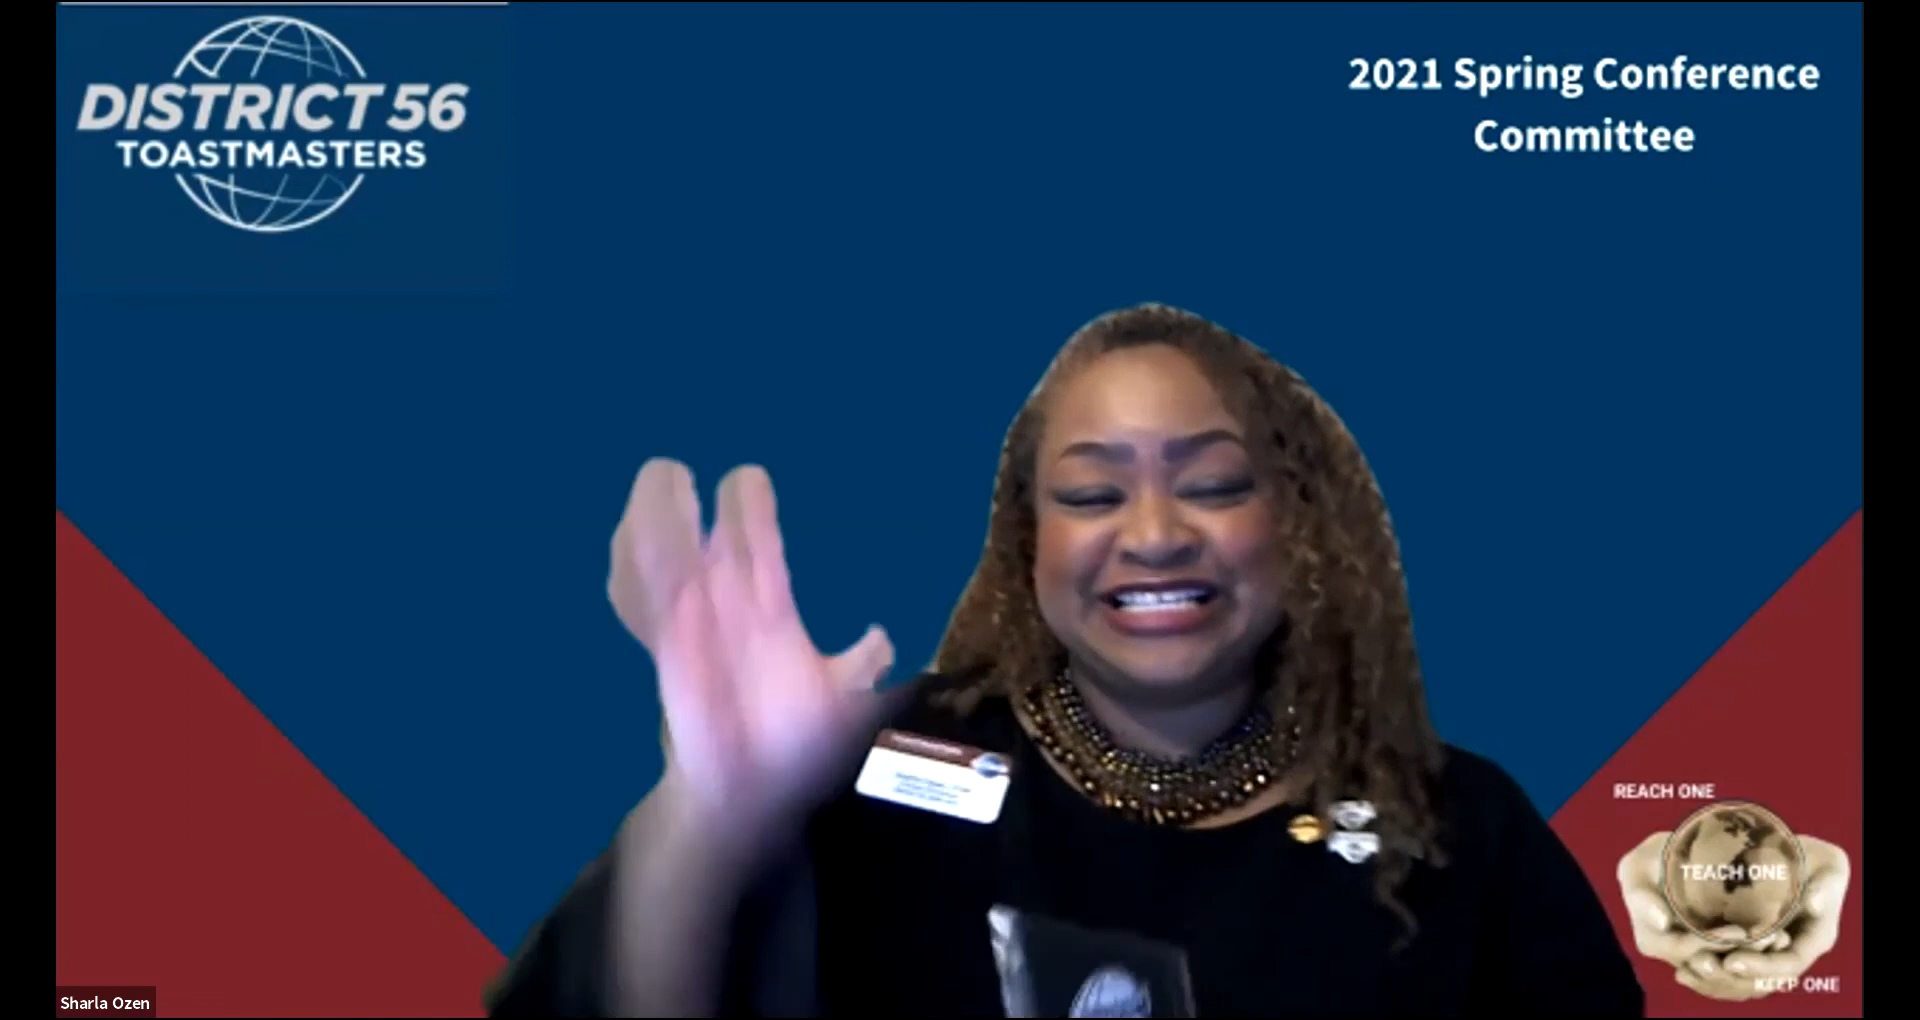 DISTRICT 56
TOASTMASTERS
2021 Spring Conference
Committee
REACH ONE
TEACH ONE
KEEP ONE
Sharla Ozen